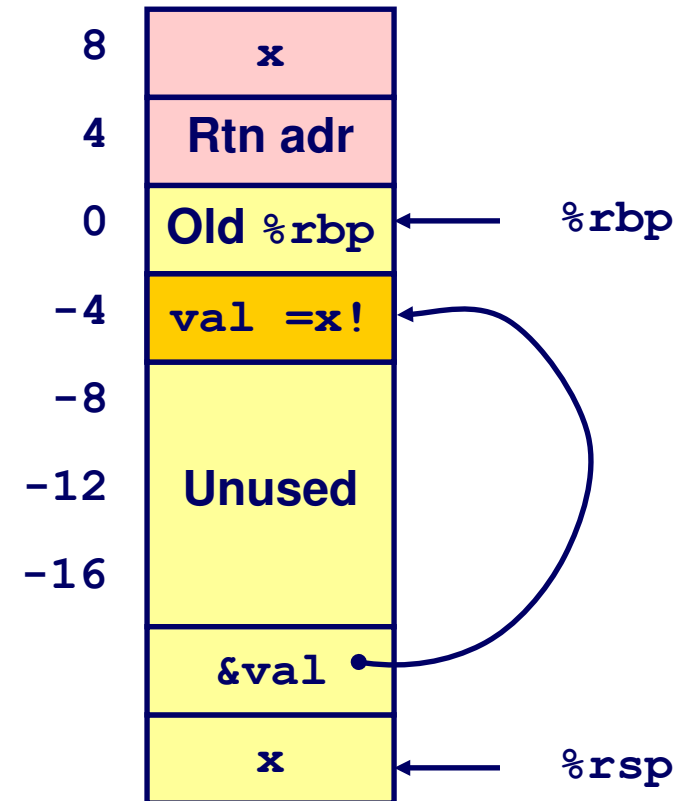 8 x
4 Rtn adr
0 Old %rbp %rbp
-4 val =x!
-8
-12 Unused
-16
&val
x %rsp